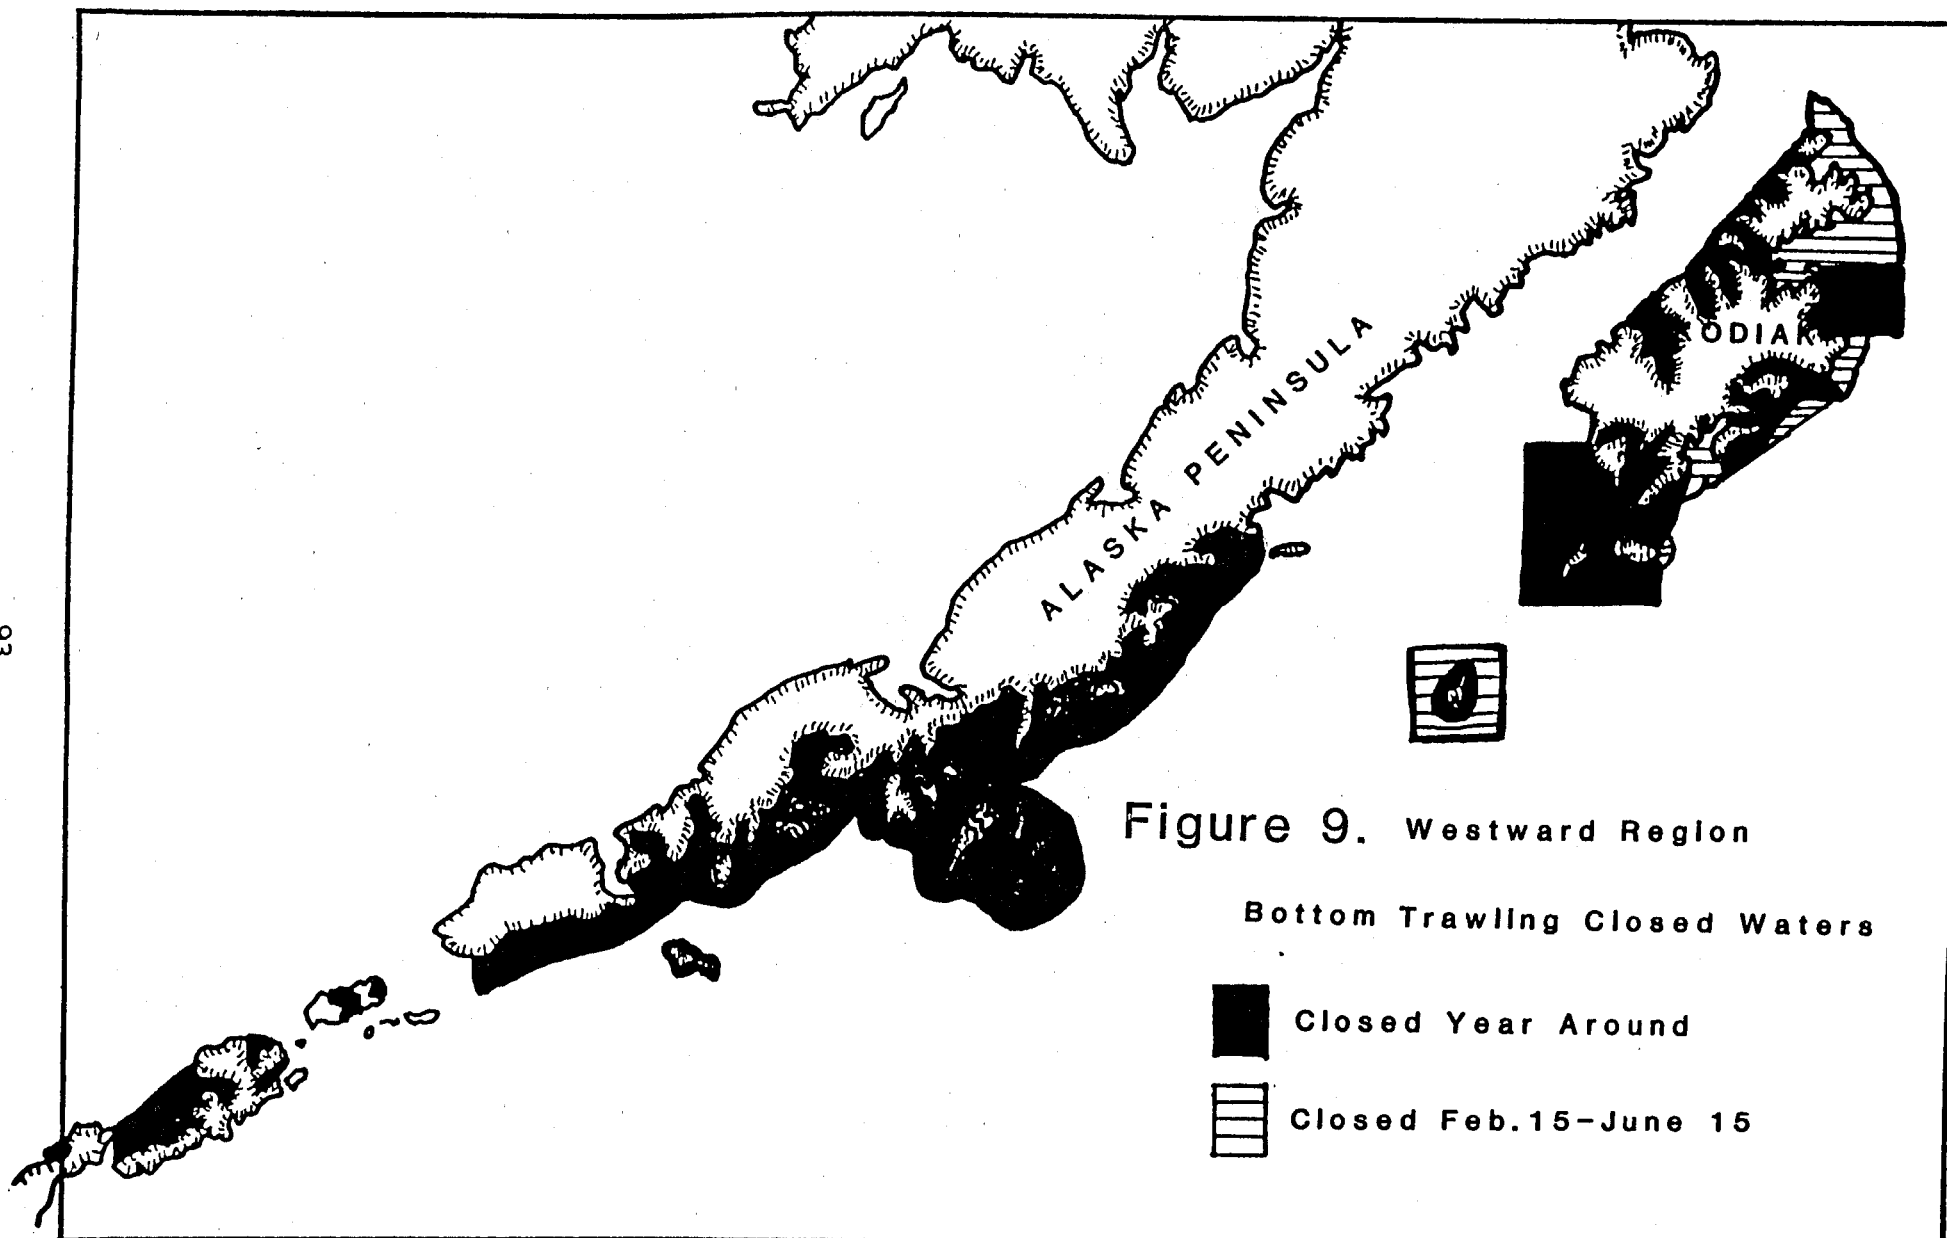 ODIAK
ALASKA PENINSULA
93
Figure 9. Westward Region
Bottom Trawling Closed Waters
Closed Year Around
Closed Feb.15-June 15